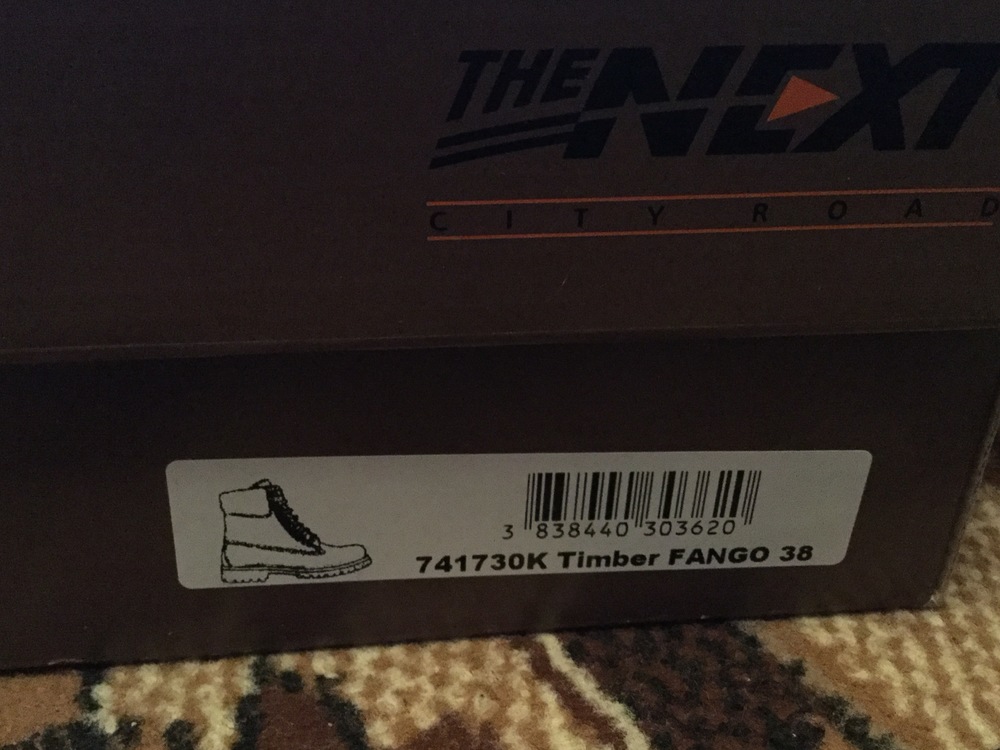 THE NEXT
CITY ROAD
3 838440 303620
741730K Timber FANGO 38